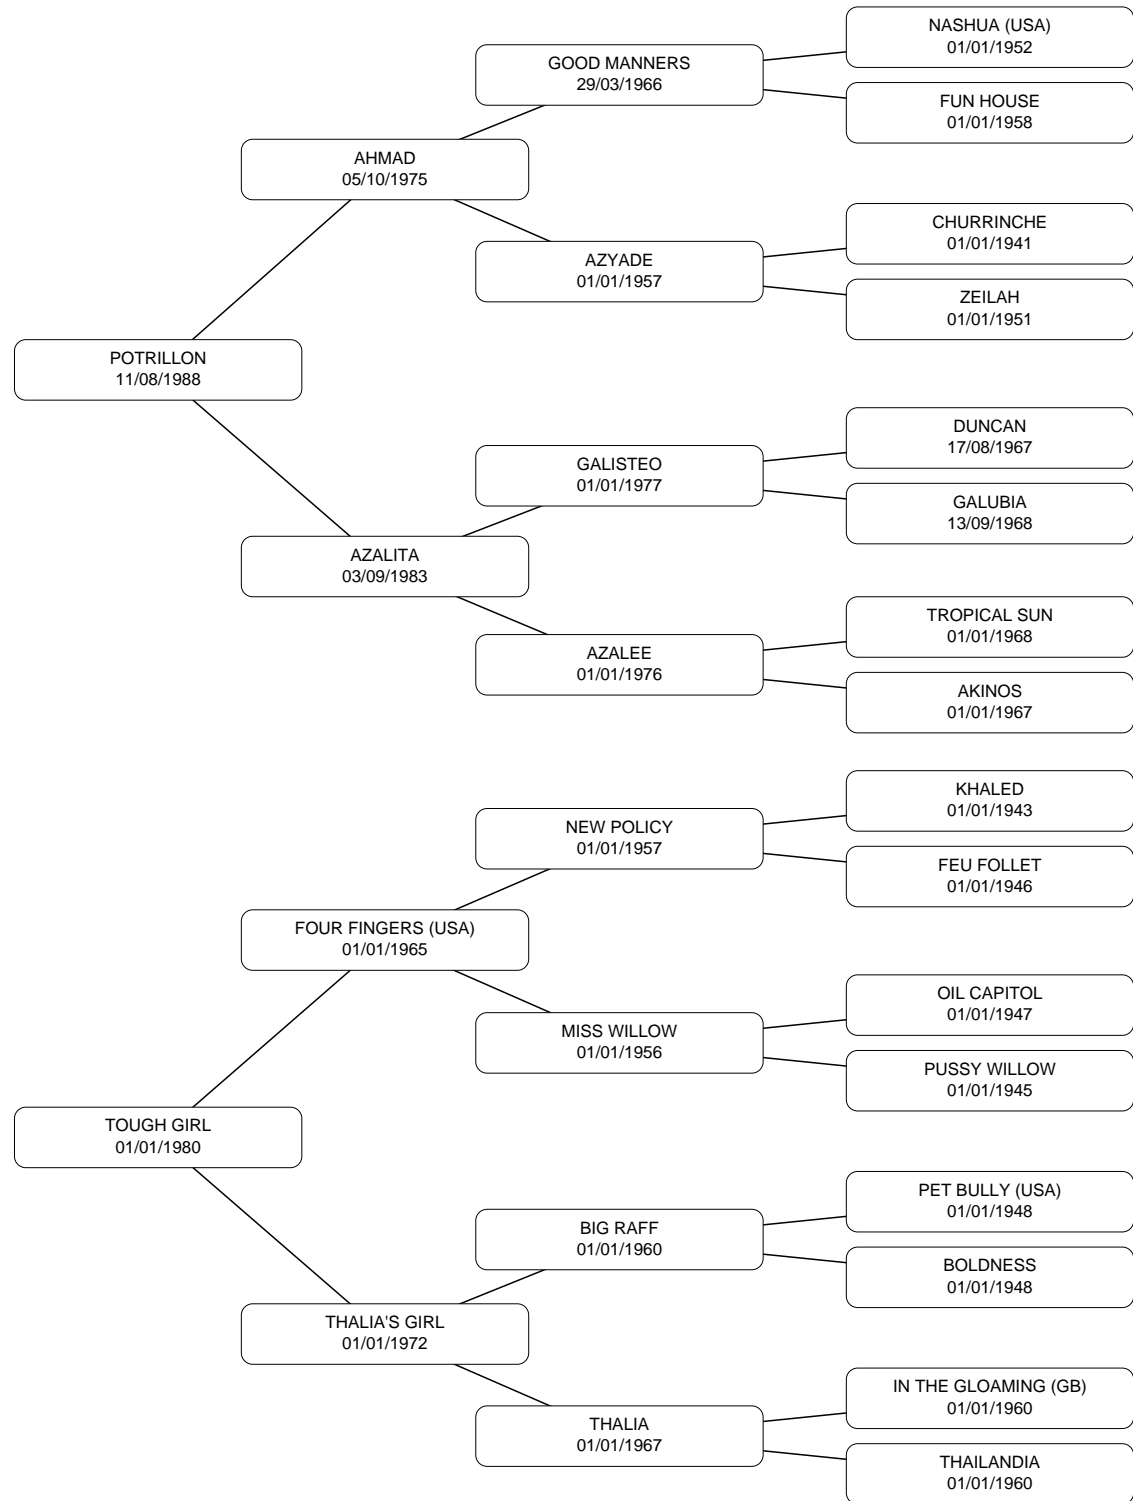 NASHUA (USA)
01/01/1952
GOOD MANNERS
29/03/1966
FUN HOUSE
01/01/1958
AHMAD
05/10/1975
CHURRINCHE
01/01/1941
AZYADE
01/01/1957
ZEILAH
01/01/1951
POTRILLON
11/08/1988
DUNCAN
17/08/1967
GALISTEO
01/01/1977
GALUBIA
13/09/1968
AZALITA
03/09/1983
TROPICAL SUN
01/01/1968
AZALEE
01/01/1976
AKINOS
01/01/1967
KHALED
01/01/1943
NEW POLICY
01/01/1957
FEU FOLLET
01/01/1946
FOUR FINGERS (USA)
01/01/1965
OIL CAPITOL
01/01/1947
MISS WILLOW
01/01/1956
PUSSY WILLOW
01/01/1945
TOUGH GIRL
01/01/1980
PET BULLY (USA)
01/01/1948
BIG RAFF
01/01/1960
BOLDNESS
01/01/1948
THALIA'S GIRL
01/01/1972
IN THE GLOAMING (GB)
01/01/1960
THALIA
01/01/1967
THAILANDIA
01/01/1960